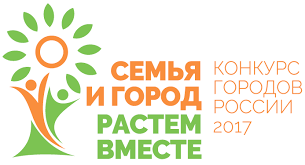 СЕМЬЯ
И ГОРОД
РАСТЕМ
ВМЕСТЕ
КОНКУРС
ГОРОДОВ
РОССИИ
2017